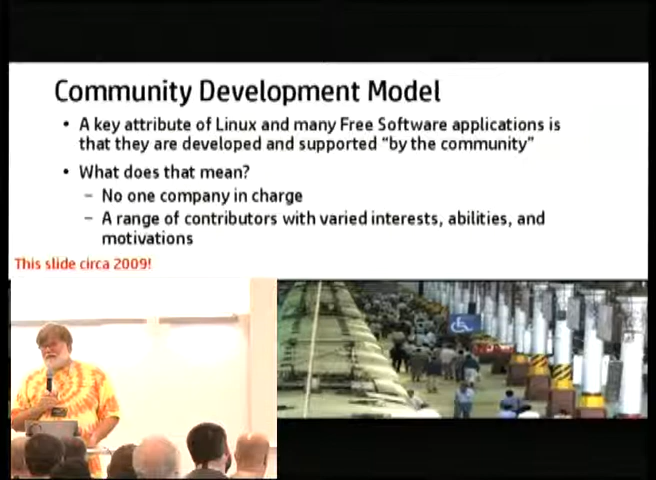 Community Development Model
• A key attribute of Linux and many Free Software applications is
that they are developed and supported “by the community”
• What does that mean?
– No one company in charge
– A range of contributors with varied interests, abilities, and
motivations
This slide circa 2009!